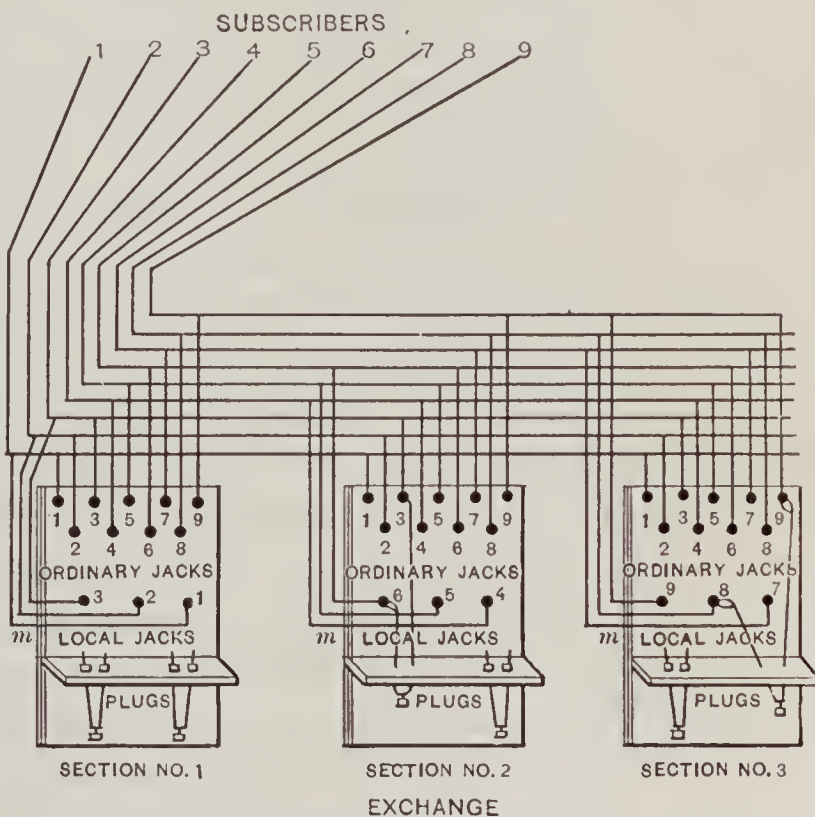 SUBSCRIBERS
1 2 3 4 5 6 7 8 9
1 3 5 7 9 1 3 5 7 9 1 3 5 7 9
2 4 6 8 2 4 6 8 2 4 6 8
ORDINARY JACKS ORDINARY JACKS ORDINARY JACKS
3 2 1 6 5 4 9 8 7
m LOCAL JACKS m LOCAL JACKS m LOCAL JACKS
PLUGS PLUGS PLUGS
SECTION NO. 1 SECTION NO. 2 SECTION NO. 3
EXCHANGE